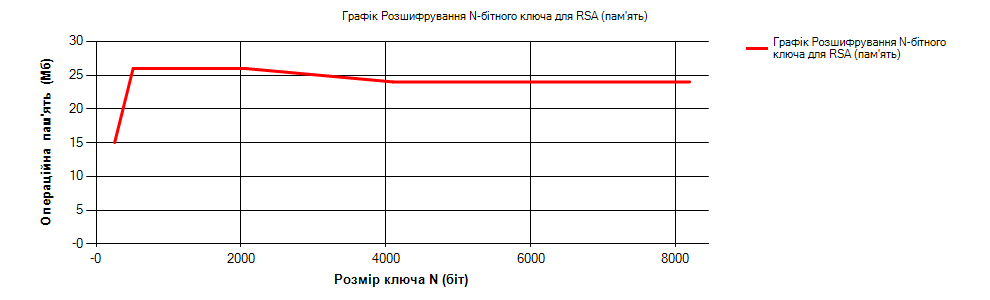 Графік Розшифрування N-бітного ключа для RSA (пам'ять)
Графік Розшифрування N-бітного
ключа для RSA (пам'ять)
Операційна пам'ять (Мб)
30
25
20
15
10
5
-0
-0
2000
4000
6000
8000
Розмір ключа N (біт)